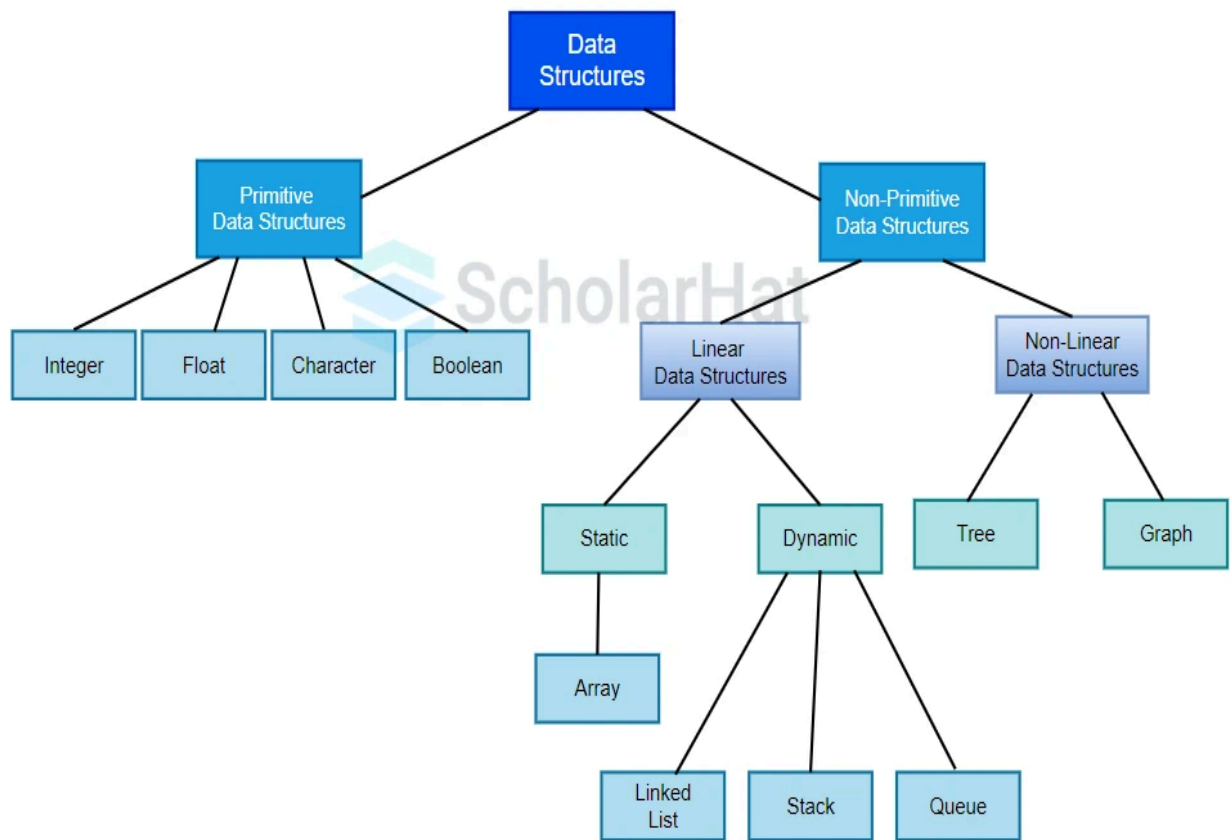 Data
Structures
Primitive
Data Structures
Non-Primitive
Data Structures
ScholarHat
Integer
Float
Character
Boolean
Linear
Data Structures
Non-Linear
Data Structures
Static
Dynamic
Tree
Graph
Array
Linked
List
Stack
Queue